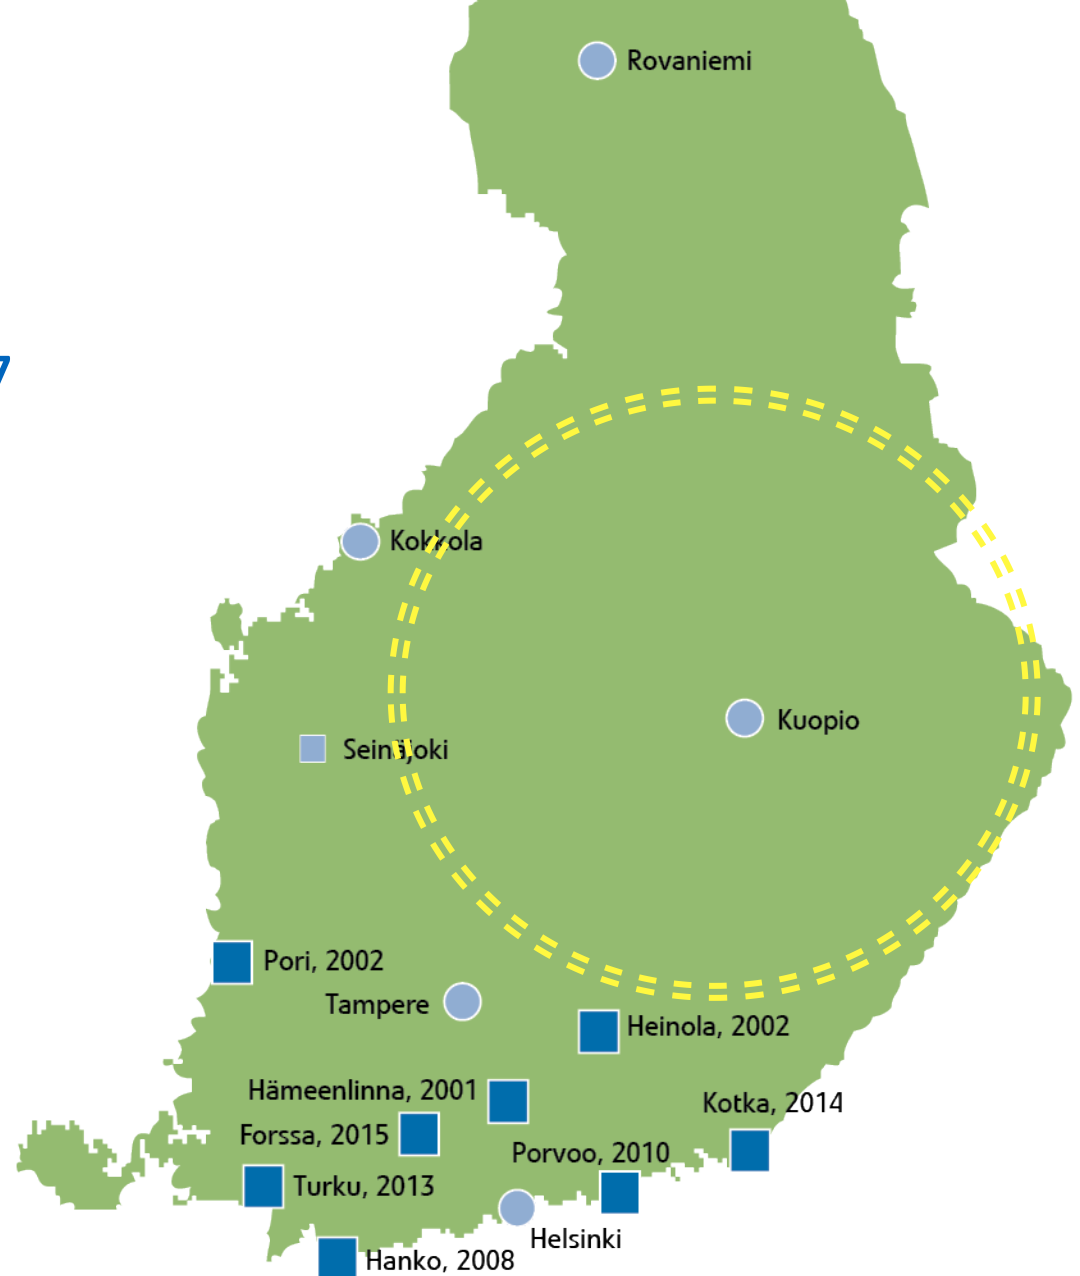 Rovaniemi
7
Kokkola
Kuopio
Seinäjoki
Pori, 2002
Tampere
Heinola, 2002
Hämeenlinna, 2001
Kotka, 2014
Forssa, 2015
Porvoo, 2010
Turku, 2013
Helsinki
Hanko, 2008